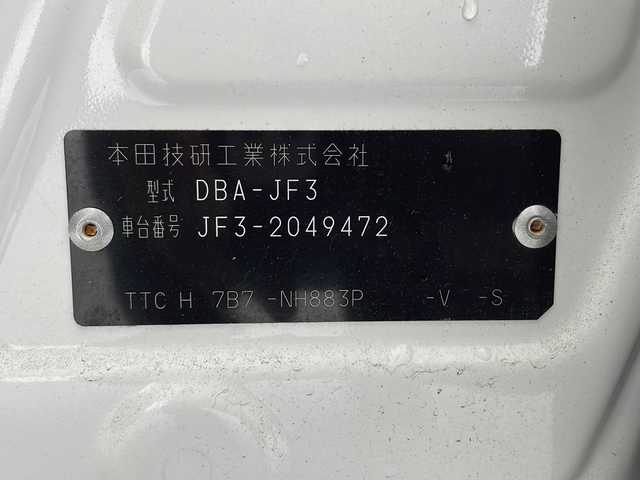 本田技研工業株式会社
型式 DBA-JF3
車台番号 JF3-2049472
TTC H 7B7 -NH883P -V -S